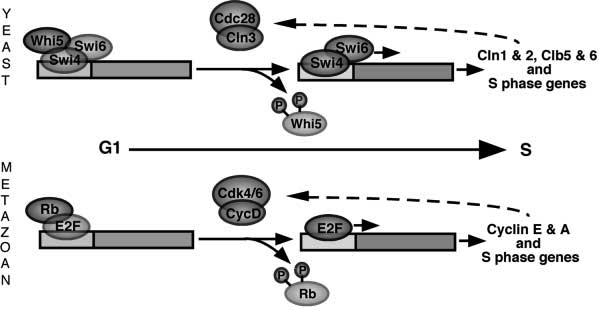 YEAST
Whi5
Swi6
Swi4
Cdc28
Cln3
Swi6
Swi4
P
P
Whi5
Cln1 & 2, Clb5 & 6
and
S phase genes
G1
S
METAZOAN
Rb
E2F
Cdk4/6
CycD
E2F
P
P
Rb
Cyclin E & A
and
S phase genes